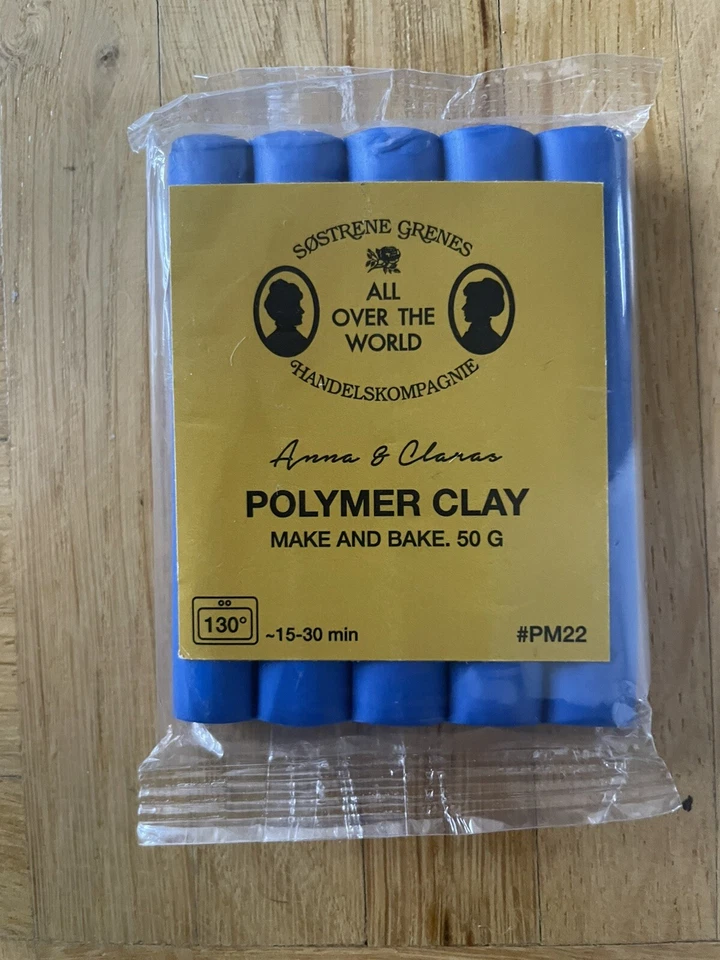 SØSTRENE GRENES
ALL
OVER THE
WORLD
HANDELSKOMPAGNIE
Anna & Claras
POLYMER CLAY
MAKE AND BAKE. 50 G
130°
~15-30 min
#PM22